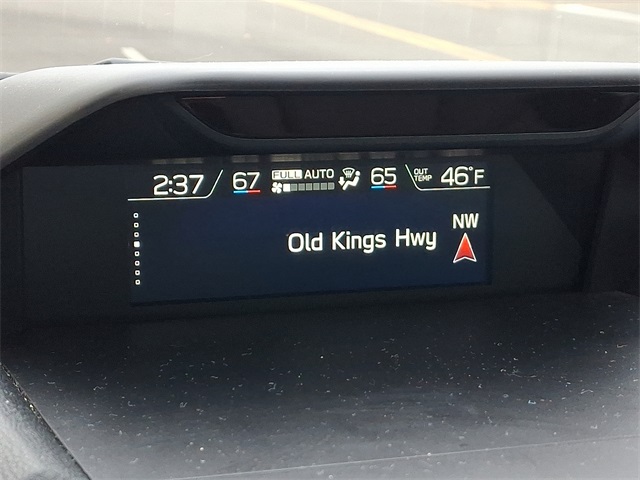 2:37 67 FULL AUTO 65 OUT TEMP 46°F
NW
Old Kings Hwy